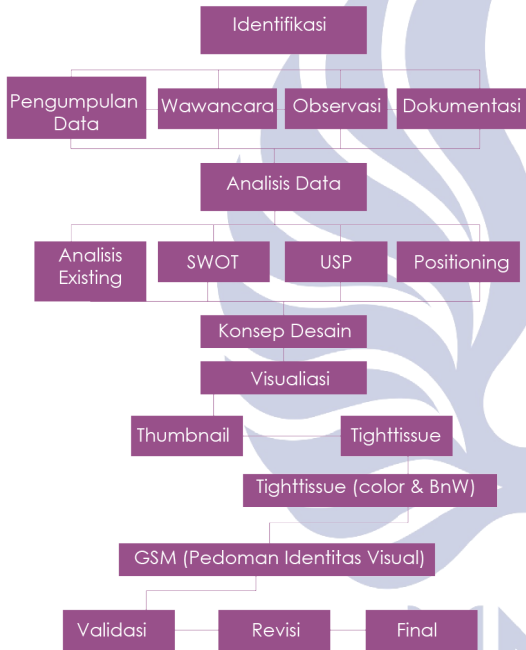 Identifikasi
Pengumpulan
Data
Wawancara
Observasi
Dokumentasi
Analisis Data
Analisis
Existing
SWOT
USP
Positioning
Konsep Desain
Visualiasi
Thumbnail
Tighttissue
Tighttissue (color & BnW)
GSM (Pedoman Identitas Visual)
Validasi
Revisi
Final